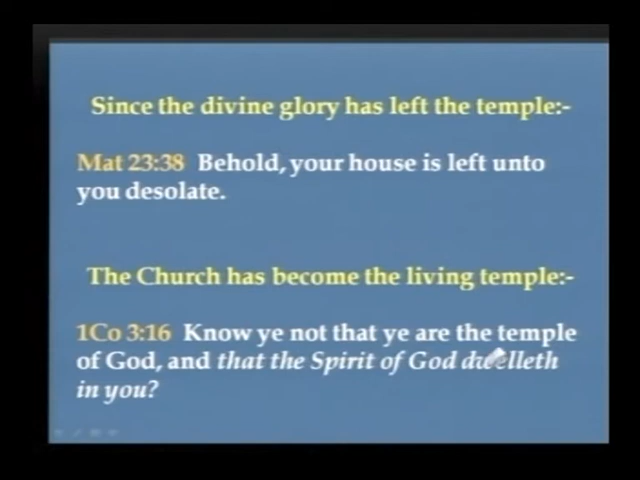 Since the divine glory has left the temple:-
Mat 23:38 Behold, your house is left unto
you desolate.
The Church has become the living temple:-
1Co 3:16 Know ye not that ye are the temple
of God, and that the Spirit of God dwelleth
in you?